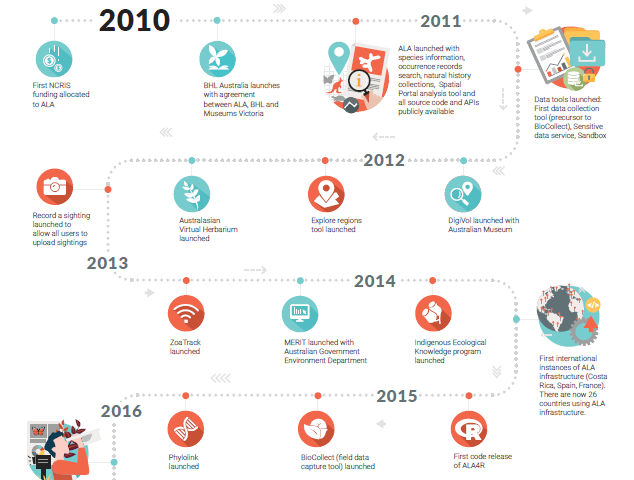 2010
2011
First NCRIS
funding allocated
to ALA
BHL Australia launches
with agreement
between ALA, BHL and
Museums Victoria
ALA launched with
species information,
occurrence records
search, natural history
collections, Spatial
Portal analysis tool and
all source code and APIs
publicly available
Data tools launched:
First data collection
tool (precursor to
BioCollect), Sensitive
data service, Sandbox
2012
Record a sighting
launched to
allow all users to
upload sightings
Australasian
Virtual Herbarium
launched
Explore regions
tool launched
DigiVol launched with
Australian Museum
2013
2014
ZoaTrack
launched
MERIT launched with
Australian Government
Environment Department
Indigenous Ecological
Knowledge program
launched
First international
instances of ALA
infrastructure (Costa
Rica, Spain, France).
There are now 26
countries using ALA
infrastructure.
2015
2016
Phylolink
launched
BioCollect (field data
capture tool) launched
R
First code release
of ALA4R